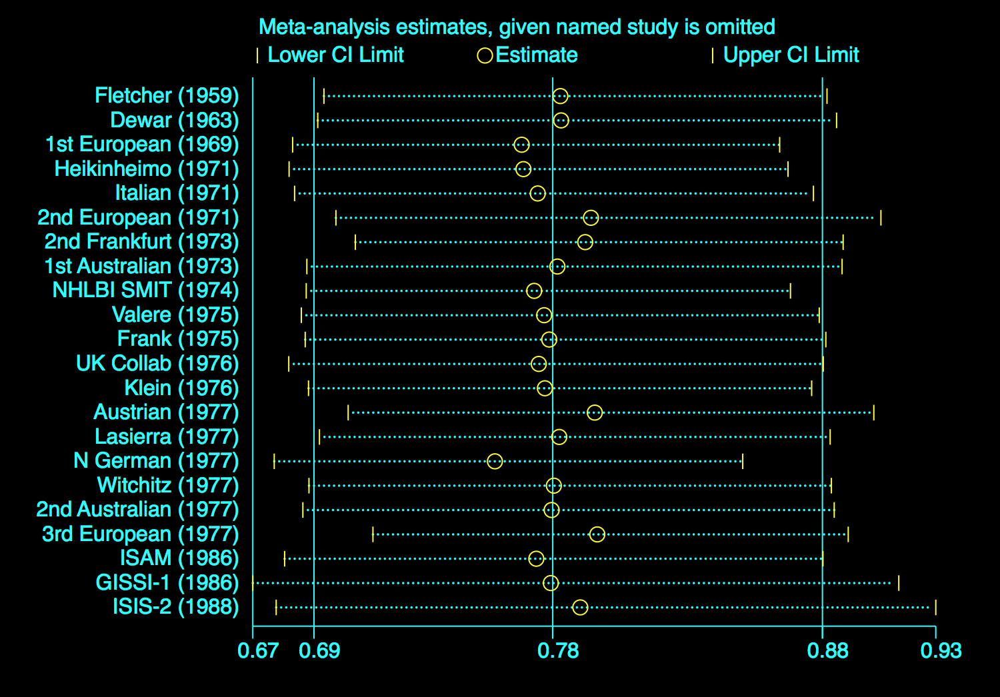 Meta-analysis estimates, given named study is omitted
| Lower CI Limit Estimate | Upper CI Limit
Fletcher (1959)
Dewar (1963)
1st European (1969)
Heikinheimo (1971)
Italian (1971)
2nd European (1971)
2nd Frankfurt (1973)
1st Australian (1973)
NHLBI SMIT (1974)
Valere (1975)
Frank (1975)
UK Collab (1976)
Klein (1976)
Austrian (1977)
Lasierra (1977)
N German (1977)
Witchitz (1977)
2nd Australian (1977)
3rd European (1977)
ISAM (1986)
GISSI-1 (1986)
ISIS-2 (1988)
0.67 0.69 0.78 0.88 0.93